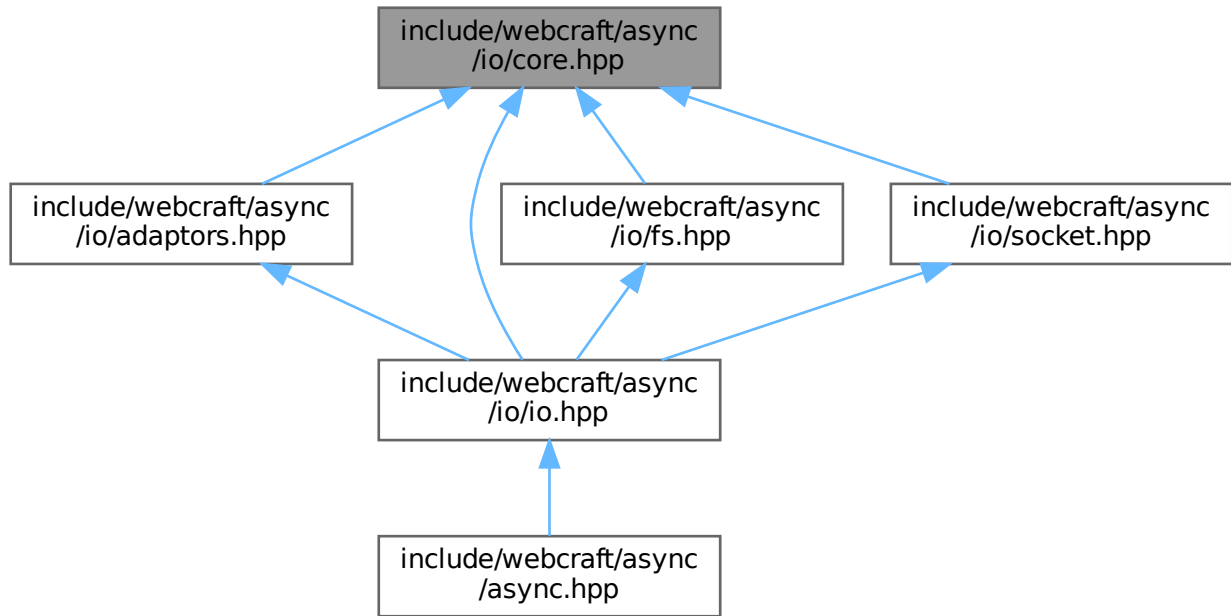 include/webcraft/async
/io/core.hpp
include/webcraft/async
/io/adaptors.hpp
include/webcraft/async
/io/fs.hpp
include/webcraft/async
/io/socket.hpp
include/webcraft/async
/io/io.hpp
include/webcraft/async
/async.hpp